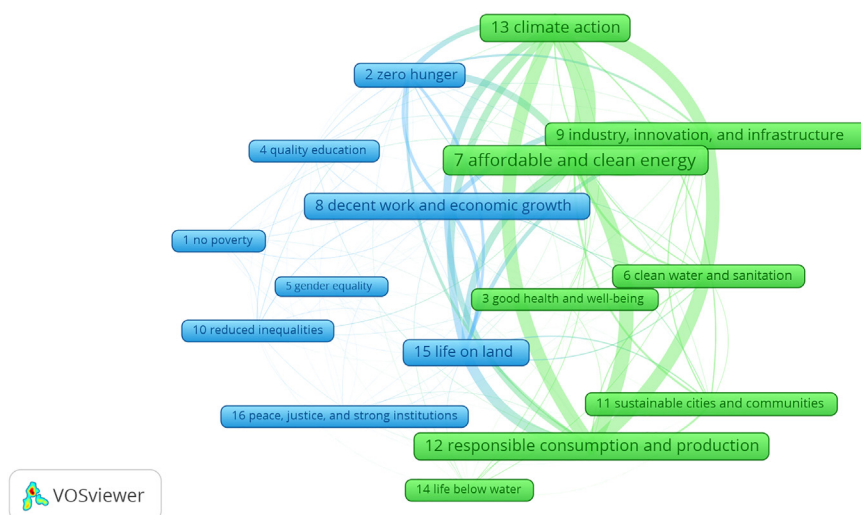 13 climate action
2 zero hunger
9 industry, innovation, and infrastructure
4 quality education
7 affordable and clean energy
8 decent work and economic growth
1 no poverty
6 clean water and sanitation
5 gender equality
3 good health and well-being
10 reduced inequalities
15 life on land
11 sustainable cities and communities
16 peace, justice, and strong institutions
12 responsible consumption and production
14 life below water
VOSviewer